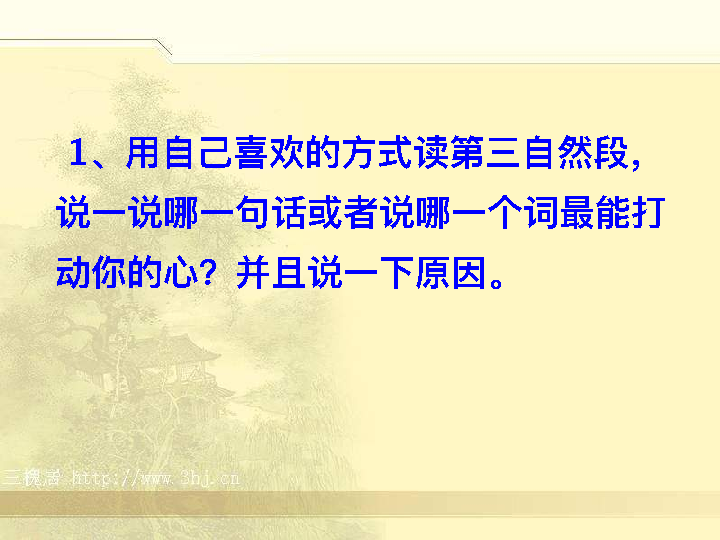 1、用自己喜欢的方式读第三自然段，
说一说哪一句话或者说哪一个词最能打
动你的心？并且说一下原因。
三槐居 http://www.3hj.cn